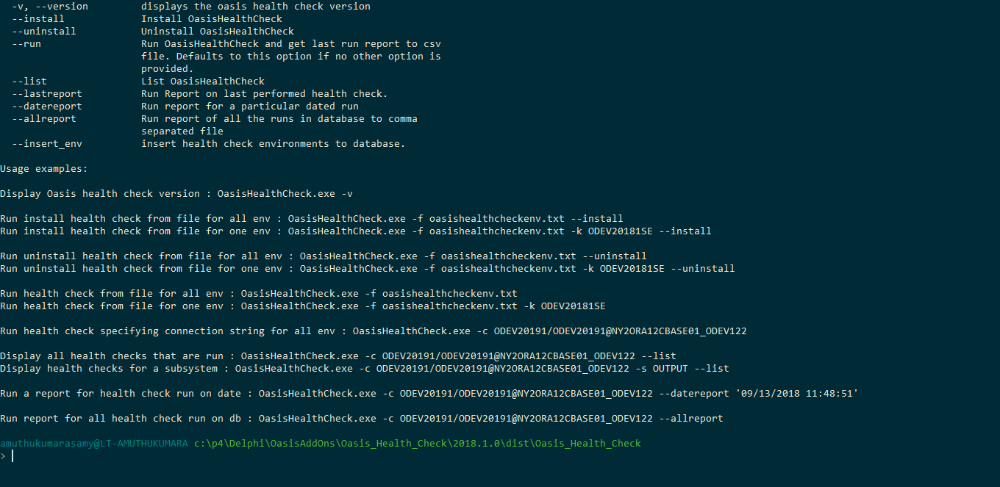 -v, --version         displays the oasis health check version
--install             Install OasisHealthCheck
--uninstall           Uninstall OasisHealthCheck
--run                 Run OasisHealthCheck and get last run report to csv
file. Defaults to this option if no other option is
provided.
--list                List OasisHealthCheck
--lastreport          Run Report on last performed health check.
--datereport          Run report for a particular dated run
--allreport           Run report of all the runs in database to comma
separated file
--insert_env          insert health check environments to database.
Usage examples:
Display Oasis health check version : OasisHealthCheck.exe -v
Run install health check from file for all env : OasisHealthCheck.exe -f oasishealthcheckenv.txt --install
Run install health check from file for one env : OasisHealthCheck.exe -f oasishealthcheckenv.txt -k ODEV20181SE --install
Run uninstall health check from file for all env : OasisHealthCheck.exe -f oasishealthcheckenv.txt --uninstall
Run uninstall health check from file for one env : OasisHealthCheck.exe -f oasishealthcheckenv.txt -k ODEV20181SE --uninstall
Run health check from file for all env : OasisHealthCheck.exe -f oasishealthcheckenv.txt
Run health check from file for one env : OasisHealthCheck.exe -f oasishealthcheckenv.txt -k ODEV20181SE
Run health check specifying connection string for all env : OasisHealthCheck.exe -c ODEV20191/ODEV20191@NY2ORA12CBASE01_ODEV122
Display all health checks that are run : OasisHealthCheck.exe -c ODEV20191/ODEV20191@NY2ORA12CBASE01_ODEV122 --list
Display health checks for a subsystem : OasisHealthCheck.exe -c ODEV20191/ODEV20191@NY2ORA12CBASE01_ODEV122 -s OUTPUT --list
Run a report for health check run on date : OasisHealthCheck.exe -c ODEV20191/ODEV20191@NY2ORA12CBASE01_ODEV122 --datereport '09/13/2018 11:48:51'
Run report for all health check run on db : OasisHealthCheck.exe -c ODEV20191/ODEV20191@NY2ORA12CBASE01_ODEV122 --allreport
amuthukumarasamy@LT-AMUTHUKUMARA c:\p4\Delphi\OasisAddOns\Oasis_Health_Check\2018.1.0\dist\Oasis_Health_Check
>